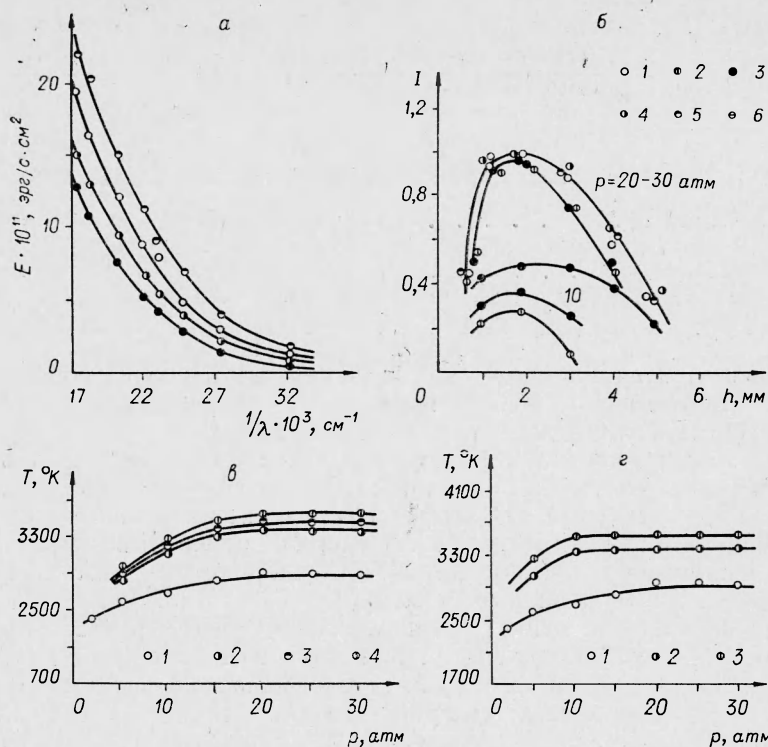 а
20
10
0
E · 10¹¹, эрг/с·см²
17 22 27 32
1/λ · 10³, см⁻¹
б
I
1,2
0,8
0,4
0
○ 1 ◐ 2 ● 3
◑ 4 ◓ 5 ⊖ 6
p=20–30 атм
10
2 4 6
h, мм
в
T, °K
3300
2500
700
○ 1 ◑ 2 ◓ 3 ⦶ 4
0 10 20 30
p, атм
г
T, °K
4100
3300
2500
1700
○ 1 ◑ 2 ⦶ 3
0 10 20 30
p, атм